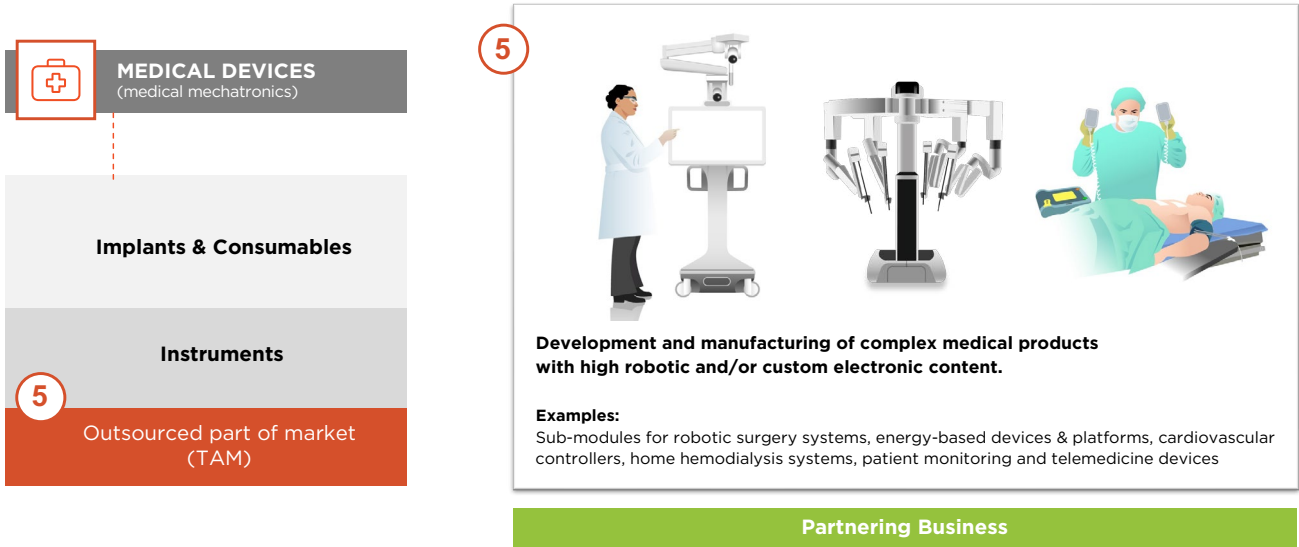 MEDICAL DEVICES
(medical mechatronics)
Implants & Consumables
Instruments
5
Outsourced part of market
(TAM)
5
Development and manufacturing of complex medical products
with high robotic and/or custom electronic content.
Examples:
Sub-modules for robotic surgery systems, energy-based devices & platforms, cardiovascular
controllers, home hemodialysis systems, patient monitoring and telemedicine devices
Partnering Business